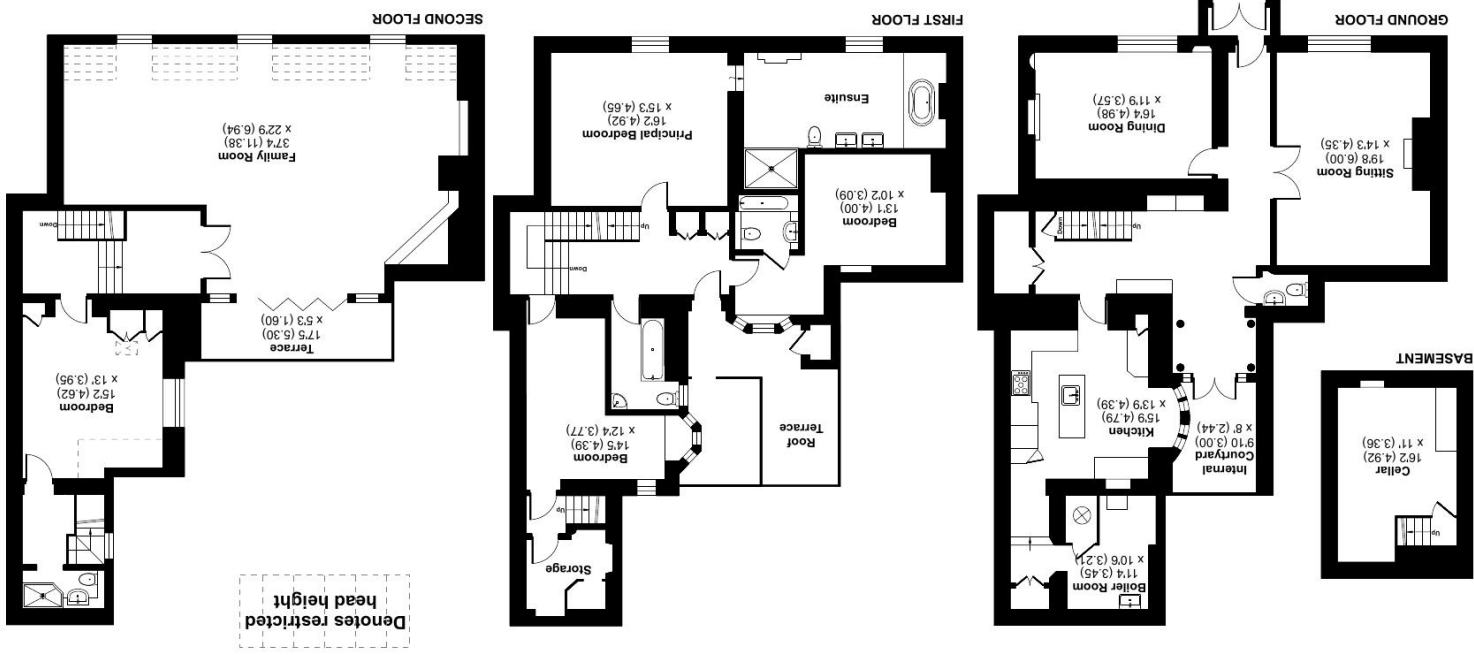 Up
Cellar
16'2 (4.92)
x 11' (3.36)
BASEMENT
Boiler Room
11'4 (3.45)
x 10'6 (3.21)
Internal
Courtyard
9'10 (3.00)
x 8' (2.44)
Kitchen
15'9 (4.79)
x 13'9 (4.39)
Up
Down
Sitting Room
19'8 (6.00)
x 14'3 (4.35)
Dining Room
16'4 (4.98)
x 11'9 (3.57)
GROUND FLOOR
Storage
Up
Roof
Terrace
Bedroom
14'5 (4.39)
x 12'4 (3.77)
Down
Up
Bedroom
13'1 (4.00)
x 10'2 (3.09)
Ensuite
Principal Bedroom
16'2 (4.92)
x 15'3 (4.65)
FIRST FLOOR
Denotes restricted
head height
Bedroom
15'2 (4.62)
x 13' (3.95)
Terrace
17'5 (5.30)
x 5'3 (1.60)
Down
Family Room
37'4 (11.38)
x 22'9 (6.94)
SECOND FLOOR